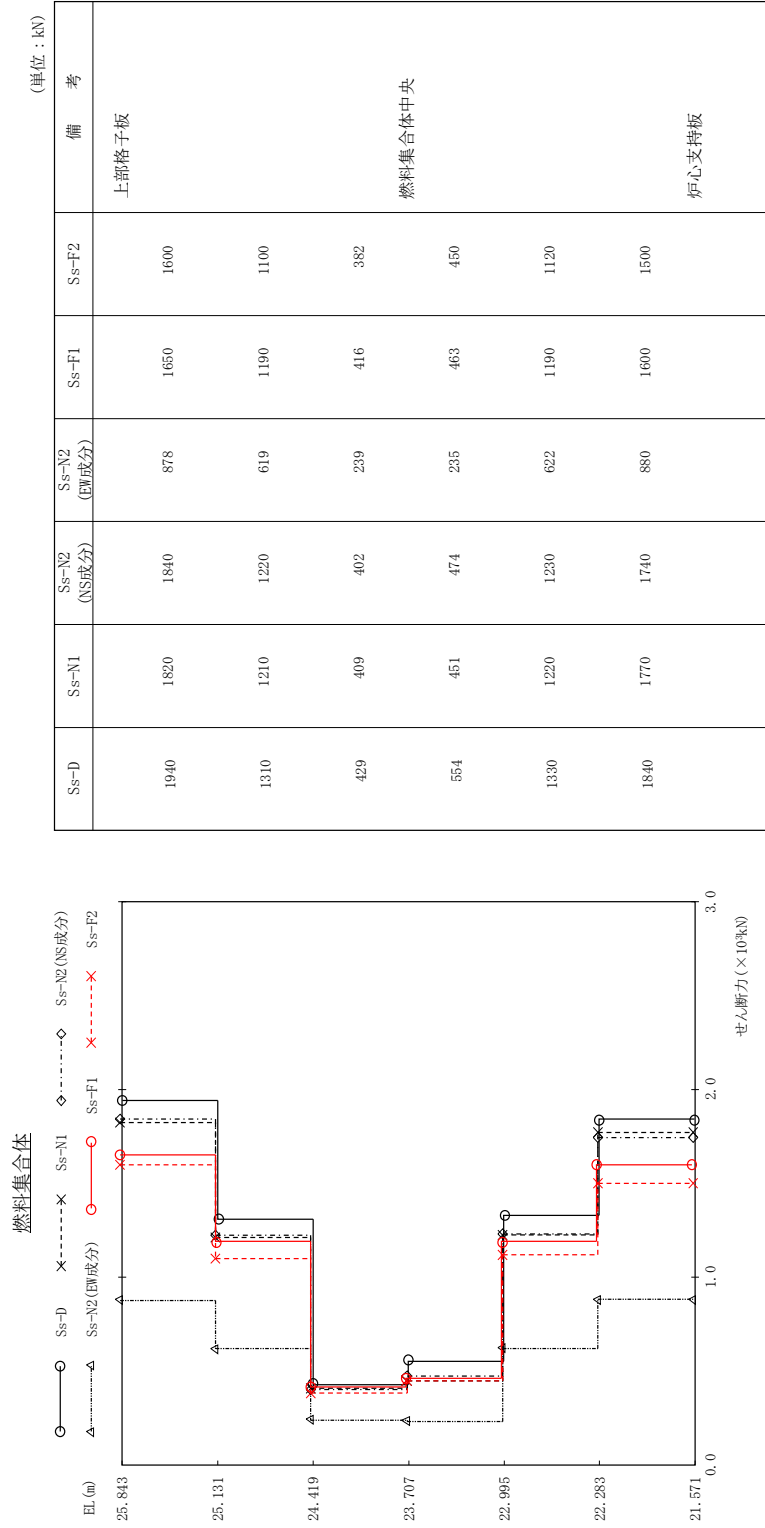 燃料集合体
Ss-D Ss-N1 Ss-N2(NS成分)
Ss-N2(EW成分) Ss-F1 Ss-F2
EL(m)
25.843
25.131
24.419
23.707
22.995
22.283
21.571
0.0 1.0 2.0 3.0
せん断力(×10³kN)
(単位：kN)
Ss-D Ss-N1 Ss-N2 (NS成分) Ss-N2 (EW成分) Ss-F1 Ss-F2 備 考
上部格子板
1940 1820 1840 878 1650 1600
1310 1210 1220 619 1190 1100
429 409 402 239 416 382
燃料集合体中央
554 451 474 235 463 450
1330 1220 1230 622 1190 1120
1840 1770 1740 880 1600 1500
炉心支持板